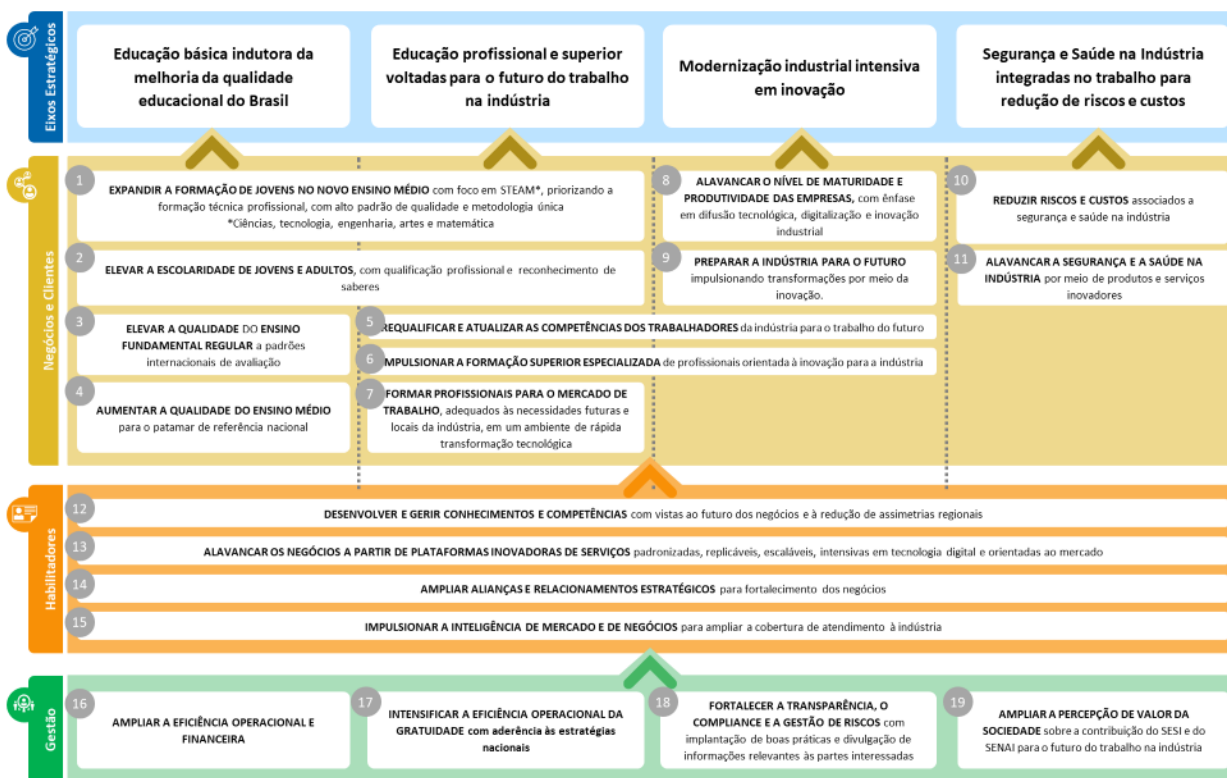 Eixos Estratégicos
Educação básica indutora da
melhoria da qualidade
educacional do Brasil
Educação profissional e superior
voltadas para o futuro do trabalho
na indústria
Modernização industrial intensiva
em inovação
Segurança e Saúde na Indústria
integradas no trabalho para
redução de riscos e custos
Negócios e Clientes
1
EXPANDIR A FORMAÇÃO DE JOVENS NO NOVO ENSINO MÉDIO com foco em STEAM*, priorizando a
formação técnica profissional, com alto padrão de qualidade e metodologia única
*Ciências, tecnologia, engenharia, artes e matemática
2
ELEVAR A ESCOLARIDADE DE JOVENS E ADULTOS, com qualificação profissional e reconhecimento de
saberes
3
ELEVAR A QUALIDADE DO ENSINO
FUNDAMENTAL REGULAR a padrões
internacionais de avaliação
4
AUMENTAR A QUALIDADE DO ENSINO MÉDIO
para o patamar de referência nacional
5
REQUALIFICAR E ATUALIZAR AS COMPETÊNCIAS DOS TRABALHADORES da indústria para o trabalho do futuro
6
IMPULSIONAR A FORMAÇÃO SUPERIOR ESPECIALIZADA de profissionais orientada à inovação para a indústria
7
FORMAR PROFISSIONAIS PARA O MERCADO DE
TRABALHO, adequados às necessidades futuras e
locais da indústria, em um ambiente de rápida
transformação tecnológica
8
ALAVANCAR O NÍVEL DE MATURIDADE E
PRODUTIVIDADE DAS EMPRESAS, com ênfase
em difusão tecnológica, digitalização e inovação
industrial
9
PREPARAR A INDÚSTRIA PARA O FUTURO
impulsionando transformações por meio da
inovação.
10
REDUZIR RISCOS E CUSTOS associados a
segurança e saúde na indústria
11
ALAVANCAR A SEGURANÇA E A SAÚDE NA
INDÚSTRIA por meio de produtos e serviços
inovadores
Habilitadores
12
DESENVOLVER E GERIR CONHECIMENTOS E COMPETÊNCIAS com vistas ao futuro dos negócios e à redução de assimetrias regionais
13
ALAVANCAR OS NEGÓCIOS A PARTIR DE PLATAFORMAS INOVADORAS DE SERVIÇOS padronizadas, replicáveis, escaláveis, intensivas em tecnologia digital e orientadas ao mercado
14
AMPLIAR ALIANÇAS E RELACIONAMENTOS ESTRATÉGICOS para fortalecimento dos negócios
15
IMPULSIONAR A INTELIGÊNCIA DE MERCADO E DE NEGÓCIOS para ampliar a cobertura de atendimento à indústria
Gestão
16
AMPLIAR A EFICIÊNCIA OPERACIONAL E
FINANCEIRA
17
INTENSIFICAR A EFICIÊNCIA OPERACIONAL DA
GRATUIDADE com aderência às estratégias
nacionais
18
FORTALECER A TRANSPARÊNCIA, O
COMPLIANCE E A GESTÃO DE RISCOS com
implantação de boas práticas e divulgação de
informações relevantes às partes interessadas
19
AMPLIAR A PERCEPÇÃO DE VALOR DA
SOCIEDADE sobre a contribuição do SESI e do
SENAI para o futuro do trabalho na indústria